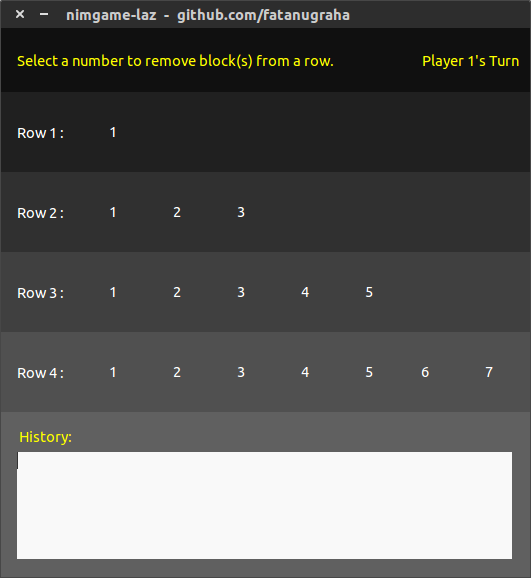 nimgame-laz - github.com/fatanugraha
Select a number to remove block(s) from a row. Player 1's Turn
Row 1 : 1
Row 2 : 1 2 3
Row 3 : 1 2 3 4 5
Row 4 : 1 2 3 4 5 6 7
History: